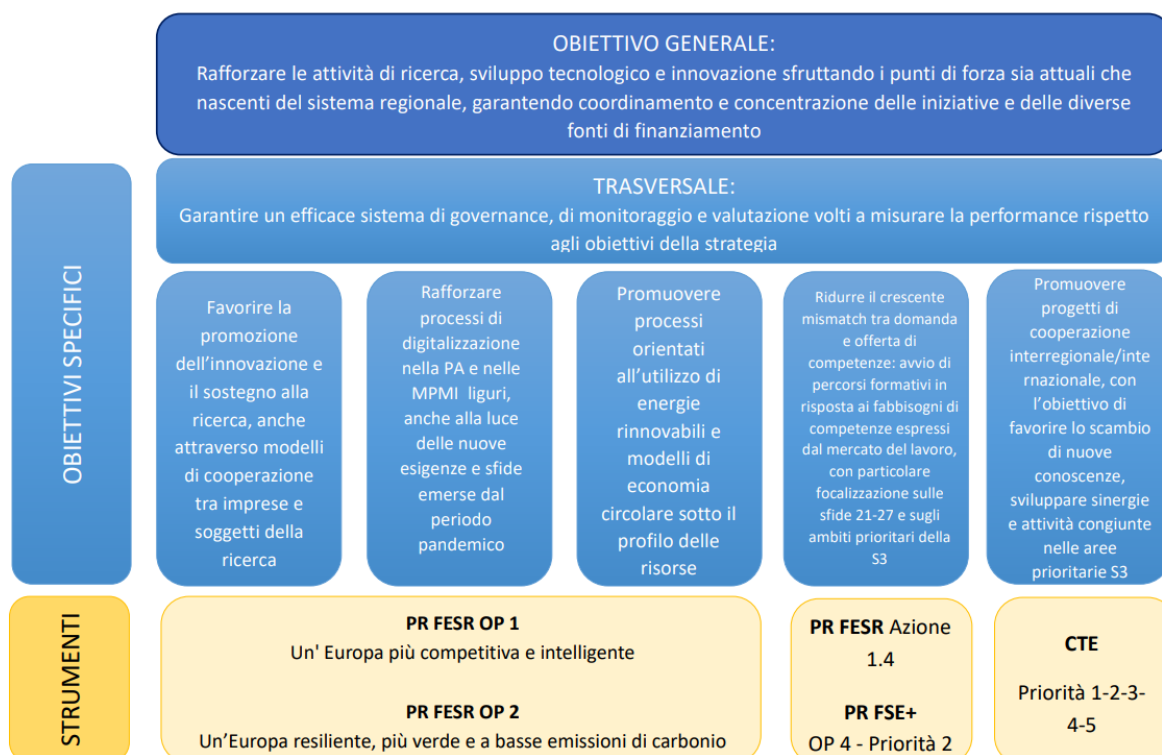 OBIETTIVO GENERALE:
Rafforzare le attività di ricerca, sviluppo tecnologico e innovazione sfruttando i punti di forza sia attuali che
nascenti del sistema regionale, garantendo coordinamento e concentrazione delle iniziative e delle diverse
fonti di finanziamento
OBIETTIVI SPECIFICI
TRASVERSALE:
Garantire un efficace sistema di governance, di monitoraggio e valutazione volti a misurare la performance rispetto
agli obiettivi della strategia
Favorire la
promozione
dell’innovazione e
il sostegno alla
ricerca, anche
attraverso modelli
di cooperazione
tra imprese e
soggetti della
ricerca
Rafforzare
processi di
digitalizzazione
nella PA e nelle
MPMI liguri,
anche alla luce
delle nuove
esigenze e sfide
emerse dal
periodo
pandemico
Promuovere
processi
orientati
all’utilizzo di
energie
rinnovabili e
modelli di
economia
circolare sotto il
profilo delle
risorse
Ridurre il crescente
mismatch tra domanda
e offerta di
competenze: avvio di
percorsi formativi in
risposta ai fabbisogni di
competenze espressi
dal mercato del lavoro,
con particolare
focalizzazione sulle
sfide 21-27 e sugli
ambiti prioritari della
S3
Promuovere
progetti di
cooperazione
interregionale/inte
rnazionale, con
l’obiettivo di
favorire lo scambio
di nuove
conoscenze,
sviluppare sinergie
e attività congiunte
nelle aree
prioritarie S3
STRUMENTI
PR FESR OP 1
Un' Europa più competitiva e intelligente
PR FESR OP 2
Un’Europa resiliente, più verde e a basse emissioni di carbonio
PR FESR Azione
1.4
PR FSE+
OP 4 - Priorità 2
CTE
Priorità 1-2-3-
4-5